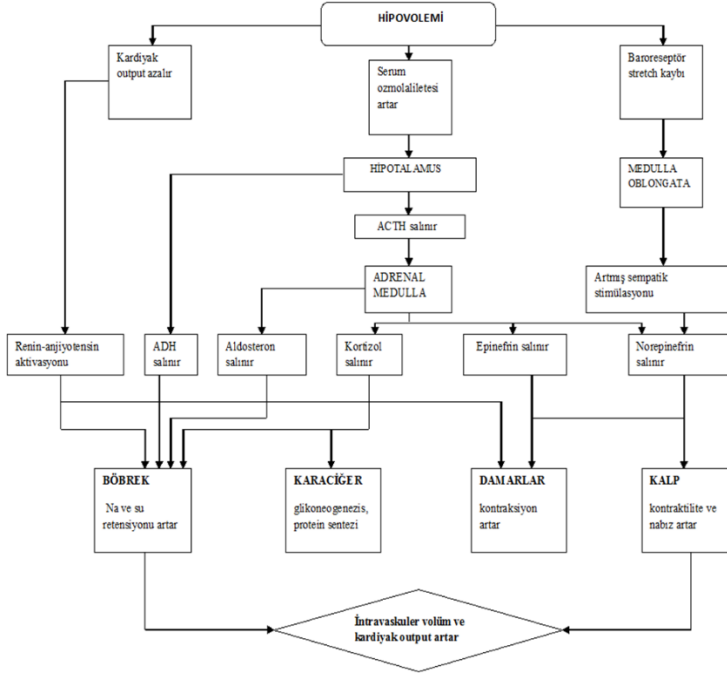 HİPOVOLEMİ
Kardiyak
output azalır
Serum
ozmolaliletesi
artar
Baroreseptör
stretch kaybı
HİPOTALAMUS
MEDULLA
OBLONGATA
ACTH salınır
ADRENAL
MEDULLA
Artmış sempatik
stimülasyonu
Renin-anjiyotensin
aktivasyonu
ADH
salınır
Aldosteron
salınır
Kortizol
salınır
Epinefrin salınır
Norepinefrin
salınır
BÖBREK
Na ve su
retensiyonu artar
KARACİĞER
glikoneogenezis,
protein sentezi
DAMARLAR
kontraksiyon
artar
KALP
kontraktilite ve
nabız artar
İntravaskuler volüm ve
kardiyak output artar